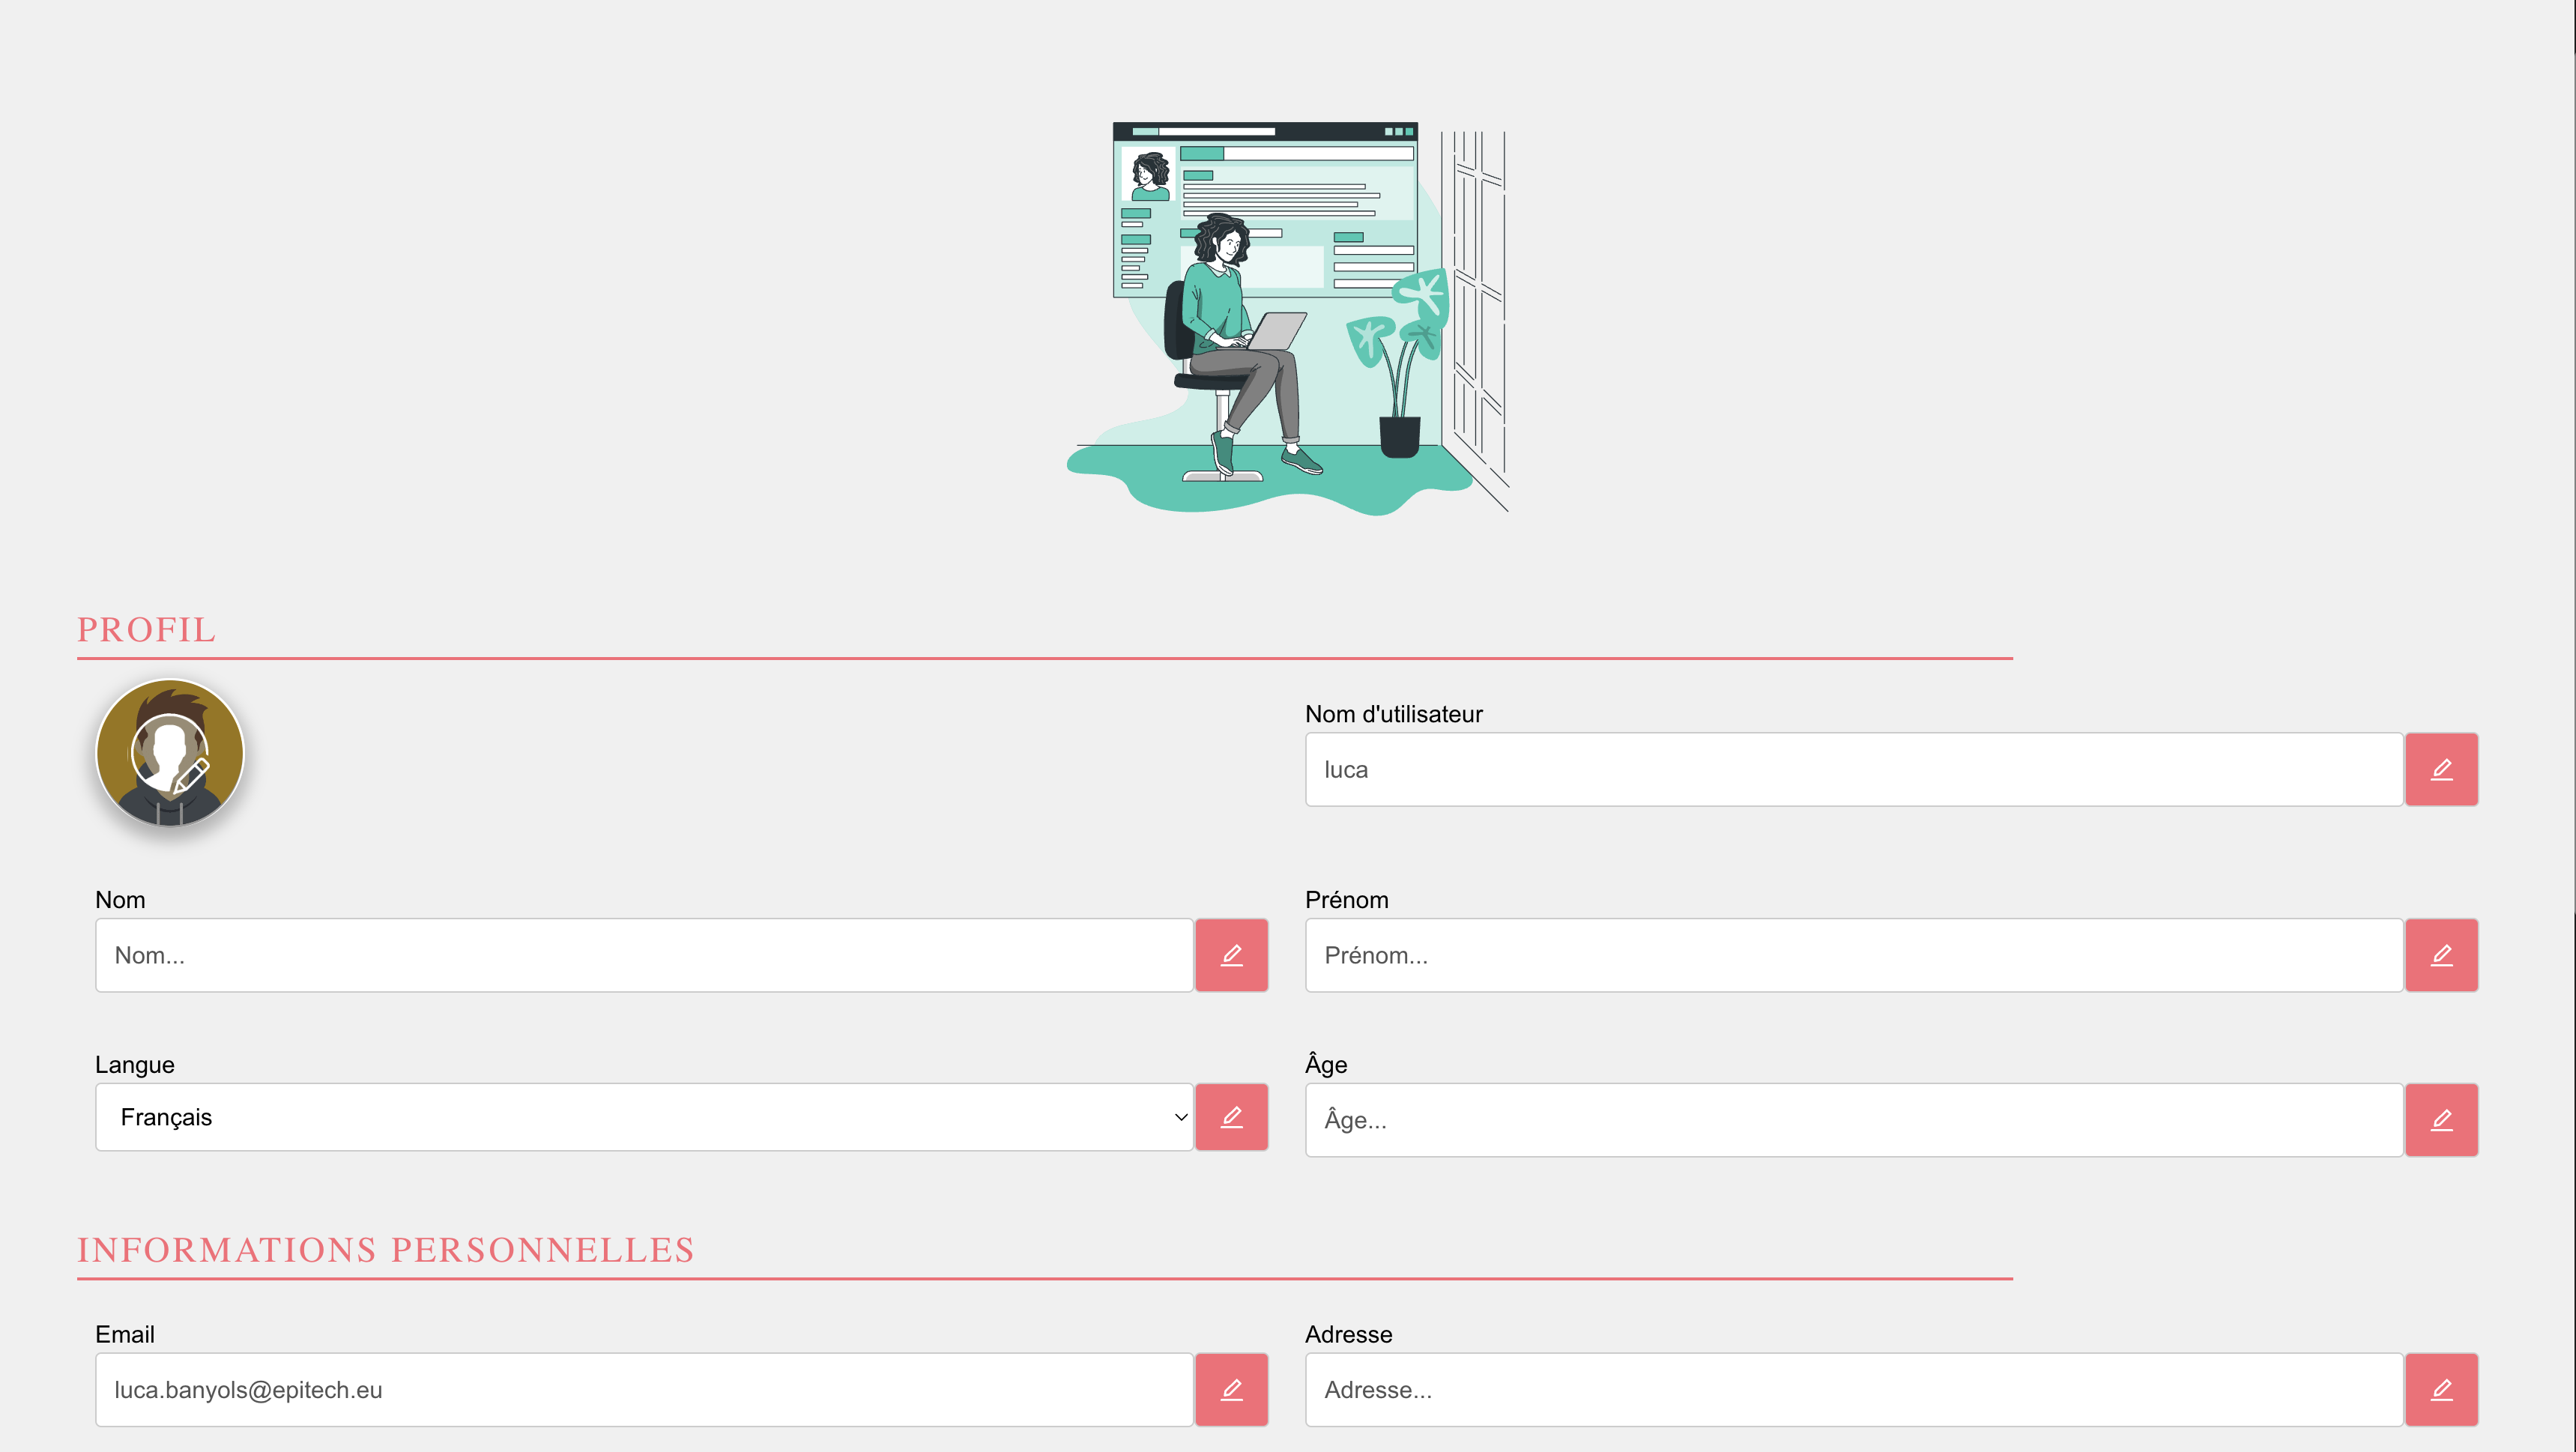 PROFIL
Nom d'utilisateur
luca
Nom
Prénom
Nom...
Prénom...
Langue
Âge
Français
Âge...
INFORMATIONS PERSONNELLES
Email
Adresse
luca.banyols@epitech.eu
Adresse...